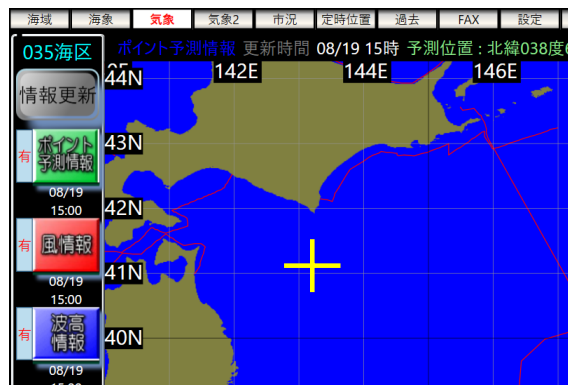 海域 海象 気象 気象2 市況 定時位置 過去 FAX 設定
035海区 ポイント予測情報 更新時間 08/19 15時 予測位置:北緯038度
142E 144E 146E
44N
情報更新
43N
有 ポイント
予測情報
08/19
15:00
42N
有 風情報
41N
08/19
15:00
有 波高
情報
40N
08/19